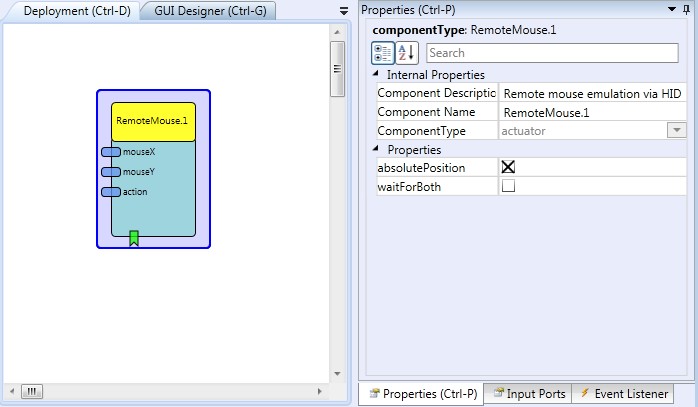 Deployment (Ctrl-D)
GUI Designer (Ctrl-G)
RemoteMouse.1
mouseX
mouseY
action
Properties (Ctrl-P)
componentType: RemoteMouse.1
Search
Internal Properties
Component Descriptio Remote mouse emulation via HID
Component Name RemoteMouse.1
ComponentType actuator
Properties
absolutePosition
waitForBoth
Properties (Ctrl-P) Input Ports Event Listener